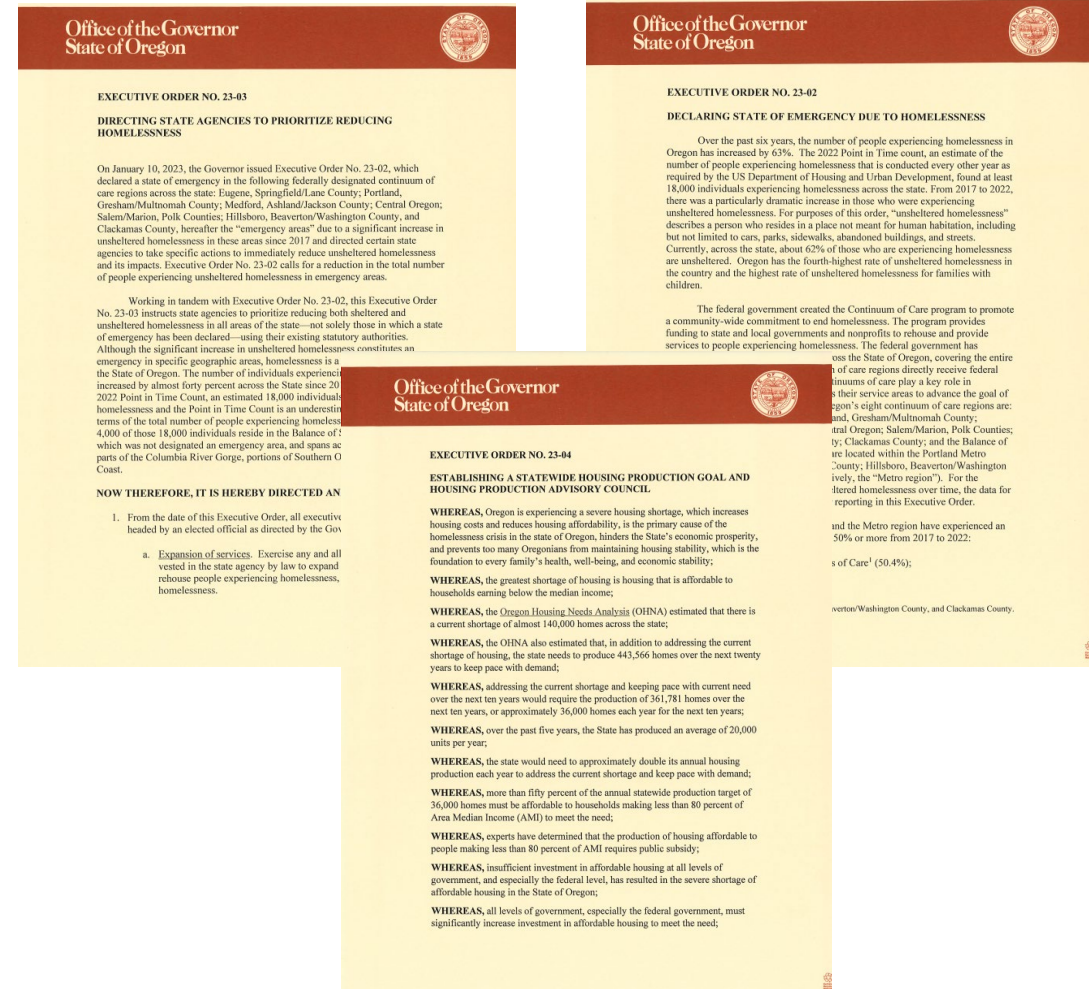 Office of the Governor
State of Oregon
EXECUTIVE ORDER NO. 23-03
DIRECTING STATE AGENCIES TO PRIORITIZE REDUCING
HOMELESSNESS
On January 10, 2023, the Governor issued Executive Order No. 23-02, which
declared a state of emergency in the following federally designated continuum of
care regions across the state: Eugene, Springfield/Lane County; Portland,
Gresham/Multnomah County; Medford, Ashland/Jackson County; Central Oregon;
Salem/Marion, Polk Counties; Hillsboro, Beaverton/Washington County, and
Clackamas County, hereafter the “emergency areas” due to a significant increase in
unsheltered homelessness in these areas since 2017 and directed certain state
agencies to take specific actions to immediately reduce unsheltered homelessness
and its impacts. Executive Order No. 23-02 calls for a reduction in the total number
of people experiencing unsheltered homelessness in emergency areas.
Working in tandem with Executive Order No. 23-02, this Executive Order
No. 23-03 instructs state agencies to prioritize reducing both sheltered and
unsheltered homelessness in all areas of the state—not solely those in which a state
of emergency has been declared—using their existing statutory authorities.
Although the significant increase in unsheltered homelessness constitutes an
emergency in specific geographic areas, homelessness is a
the State of Oregon. The number of individuals
increased by almost forty percent across the State since
2022 Point in Time Count, an estimated 18,000 individuals
homelessness and the Point in Time Count is an
terms of the total number of people experiencing
4,000 of those 18,000 individuals reside in the Balance of
which was not designated an emergency area, and spans
parts of the Columbia River Gorge, portions of Southern
Coast.
NOW THEREFORE, IT IS HEREBY DIRECTED
1. From the date of this Executive Order, all
headed by an elected official as directed by the
a. Expansion of services. Exercise any and all
vested in the state agency by law to expand
rehouse people experiencing homelessness,
homelessness.
Office of the Governor
State of Oregon
EXECUTIVE ORDER NO. 23-02
DECLARING STATE OF EMERGENCY DUE TO HOMELESSNESS
Over the past six years, the number of people experiencing homelessness in
Oregon has increased by 63%. The 2022 Point in Time count, an estimate of the
number of people experiencing homelessness that is conducted every other year as
required by the US Department of Housing and Urban Development, found at least
18,000 individuals experiencing homelessness across the state. From 2017 to 2022,
there was a particularly dramatic increase in those who were experiencing
unsheltered homelessness. For purposes of this order, “unsheltered homelessness”
describes a person who resides in a place not meant for human habitation, including
but not limited to cars, parks, sidewalks, abandoned buildings, and streets.
Currently, across the state, about 62% of those who are experiencing homelessness
are unsheltered. Oregon has the fourth-highest rate of unsheltered homelessness in
the country and the highest rate of unsheltered homelessness for families with
children.
The federal government created the Continuum of Care program to promote
a community-wide commitment to end homelessness. The program provides
funding to state and local governments and nonprofits to rehouse and provide
services to people experiencing homelessness. The federal government has
the State of Oregon, covering the entire
of care regions directly receive federal
of care play a key role in
their service areas to advance the goal of
eight continuum of care regions are:
Gresham/Multnomah County;
Oregon; Salem/Marion, Polk Counties;
Clackamas County; and the Balance of
located within the Portland Metro
Hillsboro, Beaverton/Washington
the “Metro region”). For the
homelessness over time, the data for
reporting in this Executive Order.
and the Metro region have experienced an
50% or more from 2017 to 2022:
of Care¹ (50.4%);
County, and Clackamas County.
Office of the Governor
State of Oregon
EXECUTIVE ORDER NO. 23-04
ESTABLISHING A STATEWIDE HOUSING PRODUCTION GOAL AND
HOUSING PRODUCTION ADVISORY COUNCIL
WHEREAS, Oregon is experiencing a severe housing shortage, which increases
housing costs and reduces housing affordability, is the primary cause of the
homelessness crisis in the state of Oregon, hinders the State’s economic prosperity,
and prevents too many Oregonians from maintaining housing stability, which is the
foundation to every family’s health, well-being, and economic stability;
WHEREAS, the greatest shortage of housing is housing that is affordable to
households earning below the median income;
WHEREAS, the Oregon Housing Needs Analysis (OHNA) estimated that there is
a current shortage of almost 140,000 homes across the state;
WHEREAS, the OHNA also estimated that, in addition to addressing the current
shortage of housing, the state needs to produce 443,566 homes over the next twenty
years to keep pace with demand;
WHEREAS, addressing the current shortage and keeping pace with current need
over the next ten years would require the production of 361,781 homes over the
next ten years, or approximately 36,000 homes each year for the next ten years;
WHEREAS, over the past five years, the State has produced an average of 20,000
units per year;
WHEREAS, the state would need to approximately double its annual housing
production each year to address the current shortage and keep pace with demand;
WHEREAS, more than fifty percent of the annual statewide production target of
36,000 homes must be affordable to households making less than 80 percent of
Area Median Income (AMI) to meet the need;
WHEREAS, experts have determined that the production of housing affordable to
people making less than 80 percent of AMI requires public subsidy;
WHEREAS, insufficient investment in affordable housing at all levels of
government, and especially the federal level, has resulted in the severe shortage of
affordable housing in the State of Oregon;
WHEREAS, all levels of government, especially the federal government, must
significantly increase investment in affordable housing to meet the need;